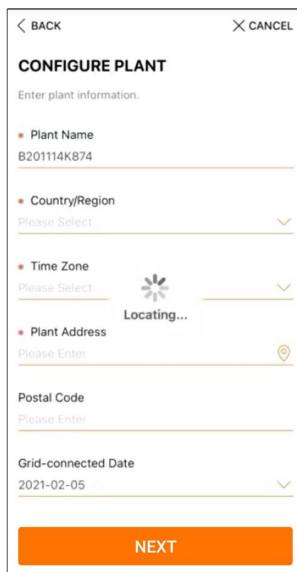 BACK
CANCEL
CONFIGURE PLANT
Enter plant information.
* Plant Name
B201114K874
* Country/Region
Please Select
* Time Zone
Please Select
Locating...
* Plant Address
Please Enter
Postal Code
Please Enter
Grid-connected Date
2021-02-05
NEXT